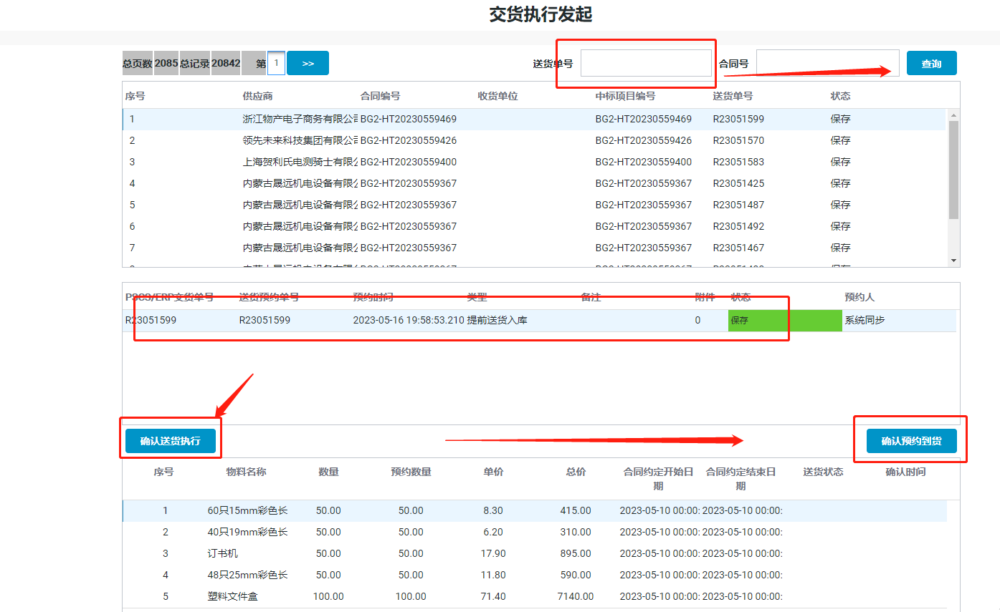 交货执行发起
总页数 2085 总记录 20842 第 1 >> 送货单号 合同号 查询
序号 供应商 合同编号 收货单位 中标项目编号 送货单号 状态
1 浙江物产电子商务有限公司 BG2-HT20230559469 BG2-HT20230559469 R23051599 保存
2 领先未来科技集团有限公司 BG2-HT20230559426 BG2-HT20230559426 R23051570 保存
3 上海贺利氏电测骑士有限公 BG2-HT20230559400 BG2-HT20230559400 R23051583 保存
4 内蒙古晟远机电设备有限公 BG2-HT20230559367 BG2-HT20230559367 R23051425 保存
5 内蒙古晟远机电设备有限公 BG2-HT20230559367 BG2-HT20230559367 R23051487 保存
6 内蒙古晟远机电设备有限公 BG2-HT20230559367 BG2-HT20230559367 R23051492 保存
7 内蒙古晟远机电设备有限公 BG2-HT20230559367 BG2-HT20230559367 R23051467 保存
PSCS/ERP交货单号 送货预约单号 预约时间 类型 备注 附件 状态 预约人
R23051599 R23051599 2023-05-16 19:58:53.210 提前送货入库 0 保存 系统同步
确认送货执行 确认预约到货
序号 物料名称 数量 预约数量 单价 总价 合同约定开始日期 合同约定结束日期 送货状态 确认时间
1 60只15mm彩色长 50.00 50.00 8.30 415.00 2023-05-10 00:00: 2023-05-10 00:00:
2 40只19mm彩色长 50.00 50.00 6.20 310.00 2023-05-10 00:00: 2023-05-10 00:00:
3 订书机 50.00 50.00 17.90 895.00 2023-05-10 00:00: 2023-05-10 00:00:
4 48只25mm彩色长 50.00 50.00 11.80 590.00 2023-05-10 00:00: 2023-05-10 00:00:
5 塑料文件盒 100.00 100.00 71.40 7140.00 2023-05-10 00:00: 2023-05-10 00:00: